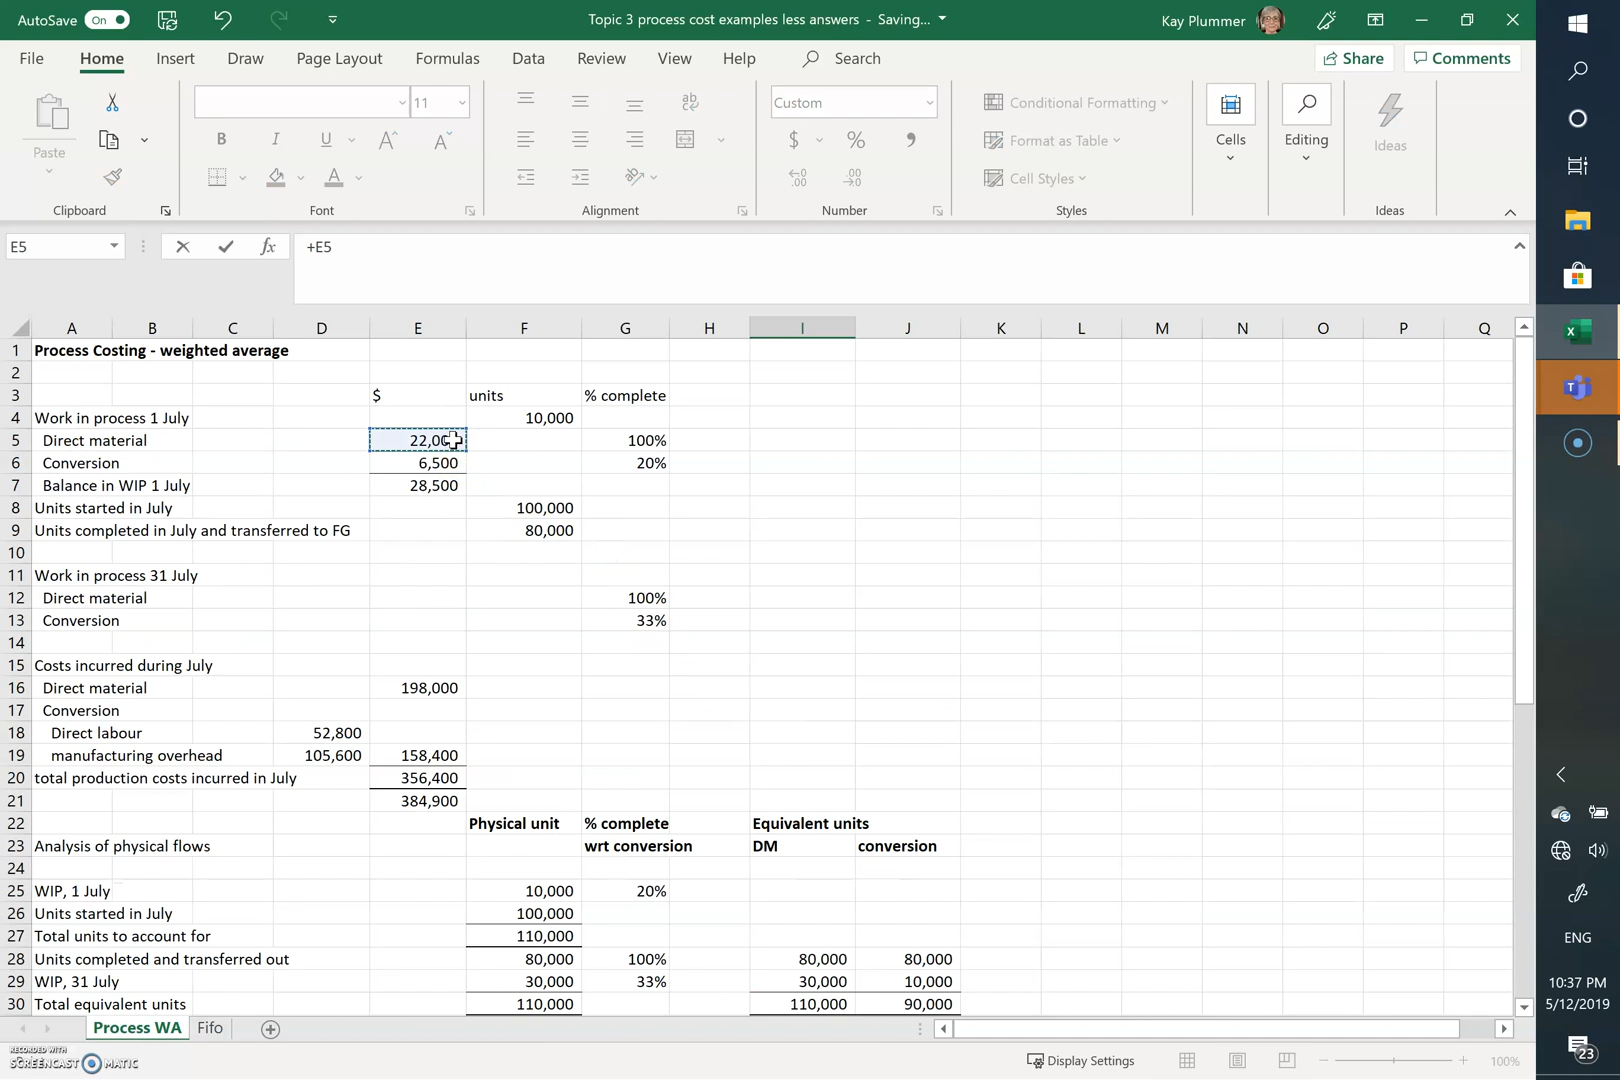 AutoSave On Topic 3 process cost examples less answers - Saving... Kay Plummer
File Home Insert Draw Page Layout Formulas Data Review View Help Search Share Comments
11 Custom Conditional Formatting
Paste B I U A A $ % Format as Table Cells Editing Ideas
Cell Styles
Clipboard Font Alignment Number Styles Ideas
E5 fx +E5
A B C D E F G H I J K L M N O P Q
1 Process Costing - weighted average
2
3 $ units % complete
4 Work in process 1 July 10,000
5 Direct material 100%
6 Conversion 6,500 20%
7 Balance in WIP 1 July 28,500
8 Units started in July 100,000
9 Units completed in July and transferred to FG 80,000
10
11 Work in process 31 July
12 Direct material 100%
13 Conversion 33%
14
15 Costs incurred during July
16 Direct material 198,000
17 Conversion
18 Direct labour 52,800
19 manufacturing overhead 105,600 158,400
20 total production costs incurred in July 356,400
21 384,900
22 Physical unit % complete Equivalent units
23 Analysis of physical flows wrt conversion DM conversion
24
25 WIP, 1 July 10,000 20%
26 Units started in July 100,000
27 Total units to account for 110,000
28 Units completed and transferred out 80,000 100% 80,000 80,000
29 WIP, 31 July 30,000 33% 30,000 10,000
30 Total equivalent units 110,000 110,000 90,000
Process WA Fifo
RECORDED WITH
SCREENCAST MATIC
Display Settings 100%
ENG
10:37 PM
5/12/2019
23